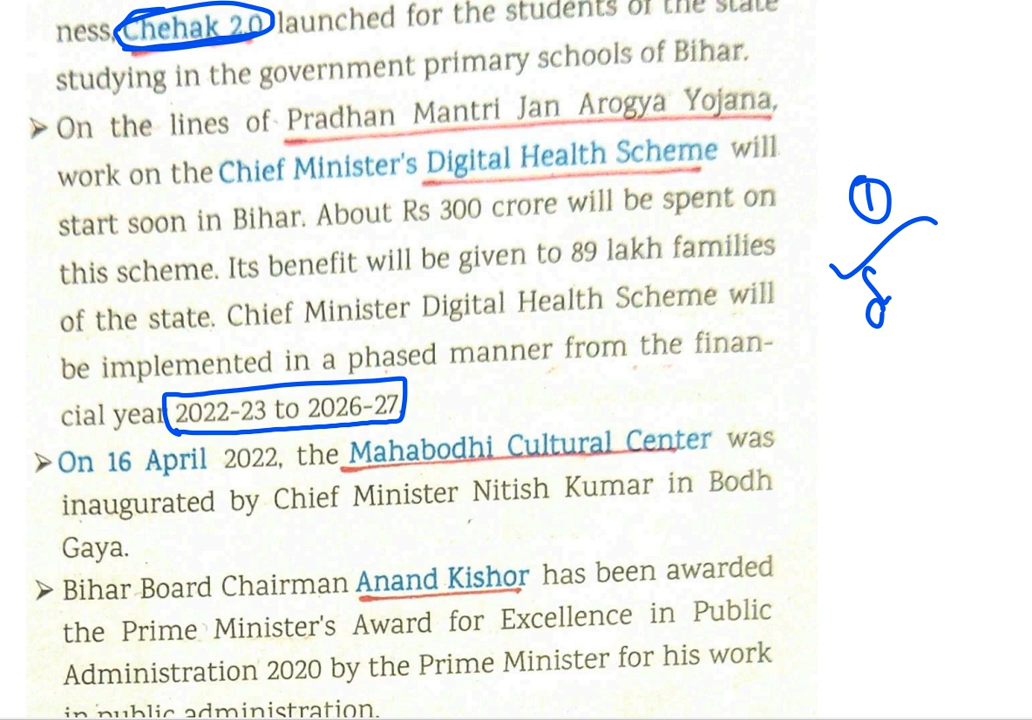 ness, Chehak 2.0 launched for the students of the state
studying in the government primary schools of Bihar.
➤ On the lines of Pradhan Mantri Jan Arogya Yojana,
work on the Chief Minister's Digital Health Scheme will
start soon in Bihar. About Rs 300 crore will be spent on
this scheme. Its benefit will be given to 89 lakh families
of the state. Chief Minister Digital Health Scheme will
be implemented in a phased manner from the finan-
cial year 2022-23 to 2026-27.
➤ On 16 April 2022, the Mahabodhi Cultural Center was
inaugurated by Chief Minister Nitish Kumar in Bodh
Gaya.
➤ Bihar Board Chairman Anand Kishor has been awarded
the Prime Minister's Award for Excellence in Public
Administration 2020 by the Prime Minister for his work
in public administration.
①